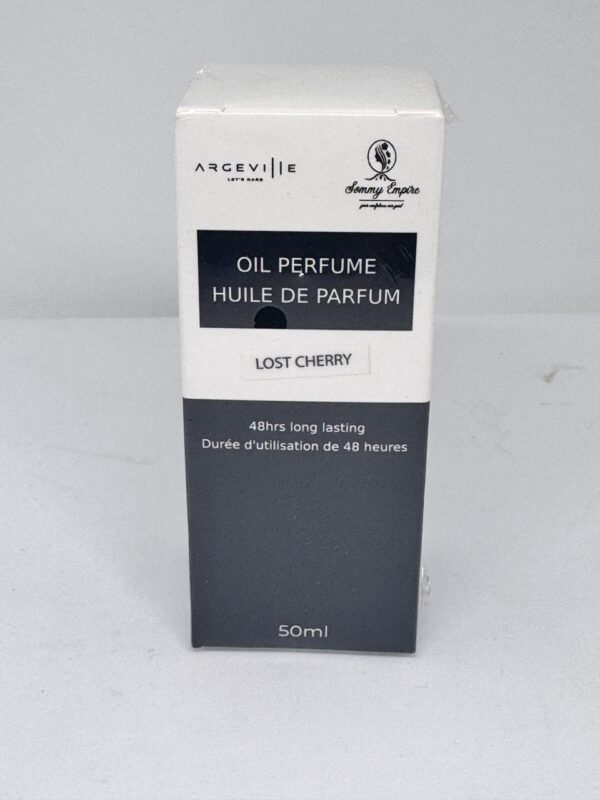 ARGEVILLE
LET'S DARE
Sommy Empire
OIL PERFUME
HUILE DE PARFUM
LOST CHERRY
48hrs long lasting
Durée d'utilisation de 48 heures
50ml